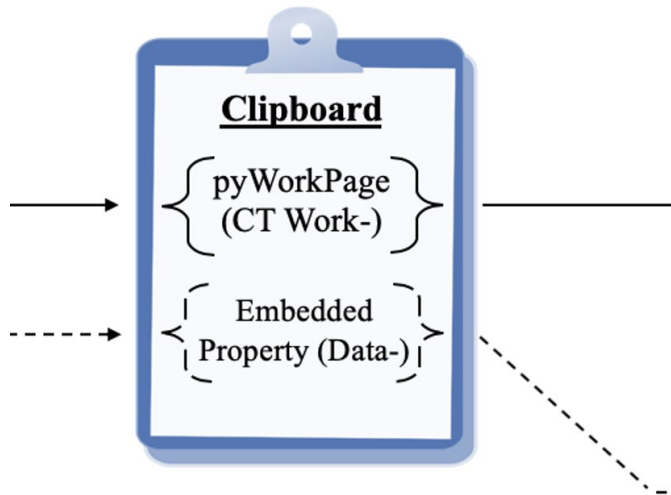 Clipboard
pyWorkPage
(CT Work-)
Embedded
Property (Data-)